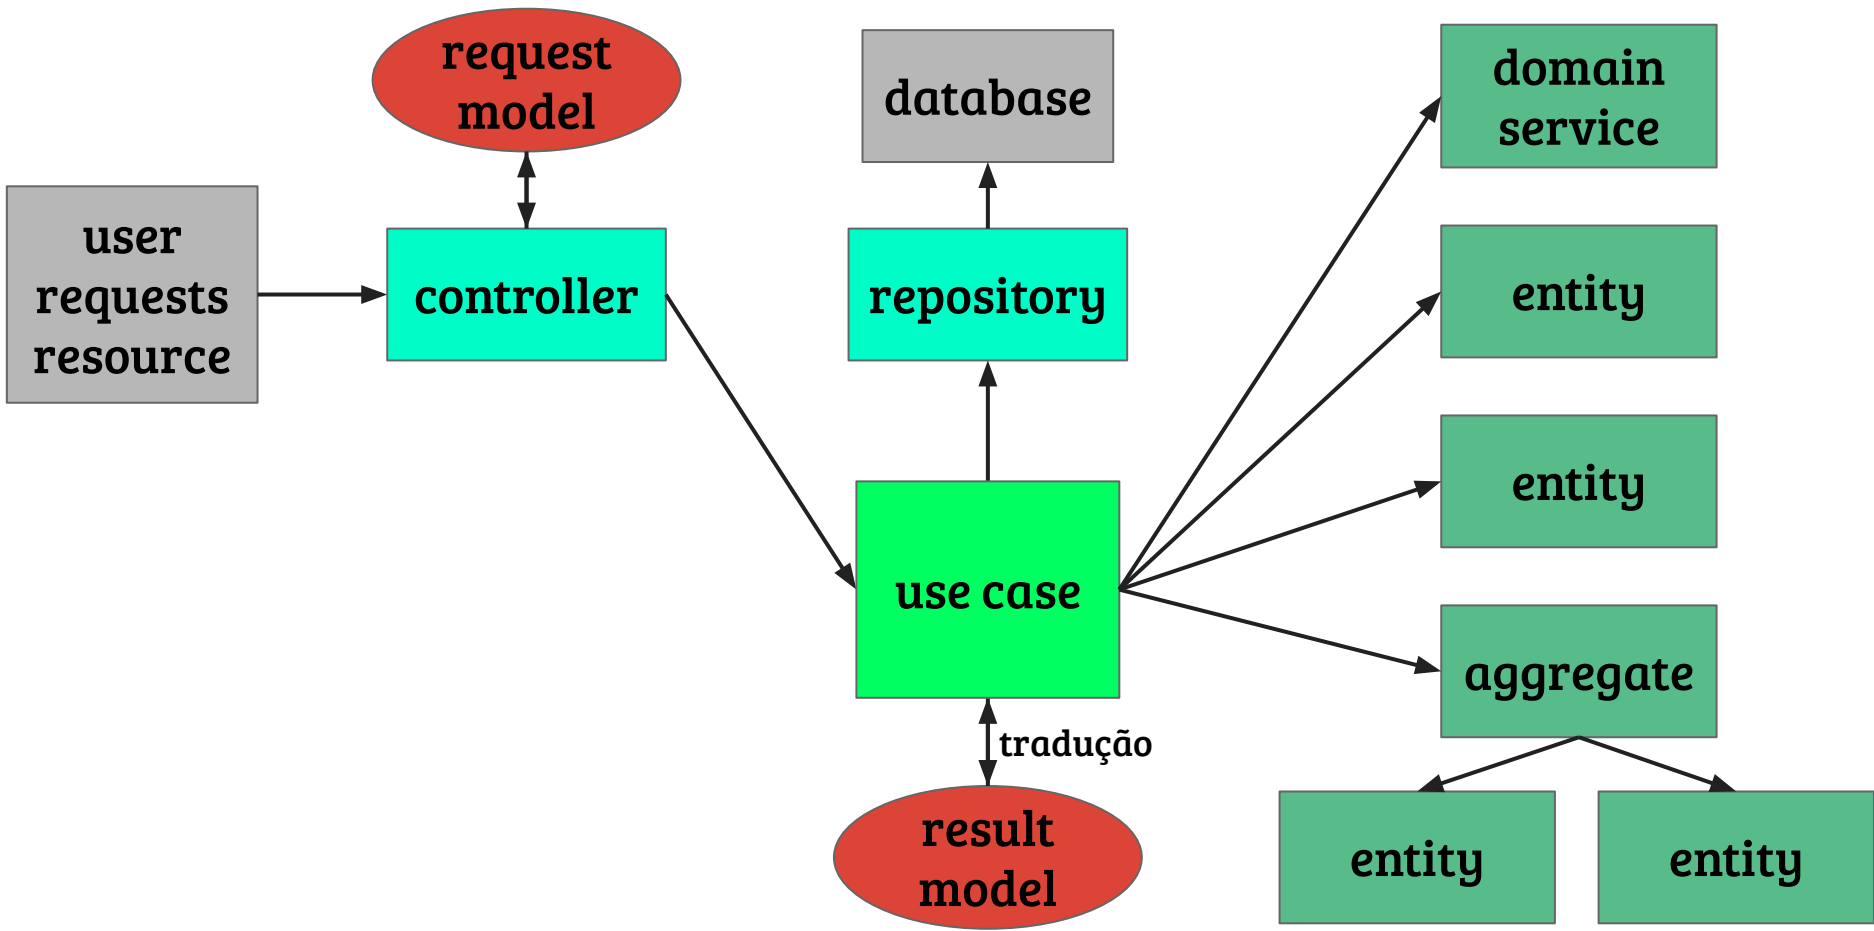 user
requests
resource
request
model
controller
database
repository
use case
tradução
result
model
domain
service
entity
entity
aggregate
entity
entity